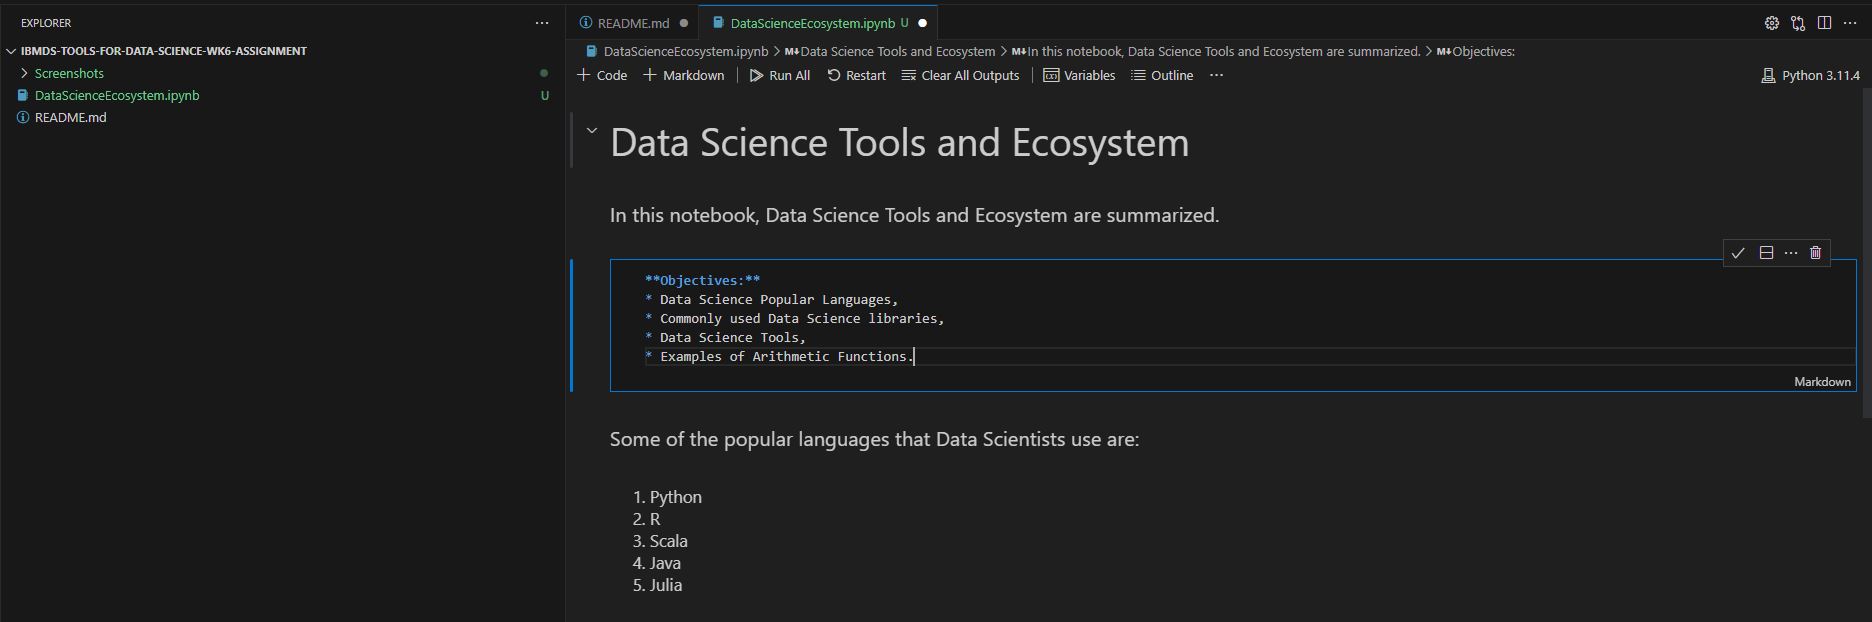 EXPLORER
IBMDS-TOOLS-FOR-DATA-SCIENCE-WK6-ASSIGNMENT
Screenshots
DataScienceEcosystem.ipynb U
README.md
README.md
DataScienceEcosystem.ipynb U
DataScienceEcosystem.ipynb > M↓Data Science Tools and Ecosystem > M↓In this notebook, Data Science Tools and Ecosystem are summarized. > M↓Objectives:
+ Code + Markdown Run All Restart Clear All Outputs Variables Outline ... Python 3.11.4
Data Science Tools and Ecosystem
In this notebook, Data Science Tools and Ecosystem are summarized.
**Objectives:**
* Data Science Popular Languages,
* Commonly used Data Science libraries,
* Data Science Tools,
* Examples of Arithmetic Functions.
Markdown
Some of the popular languages that Data Scientists use are:
1. Python
2. R
3. Scala
4. Java
5. Julia